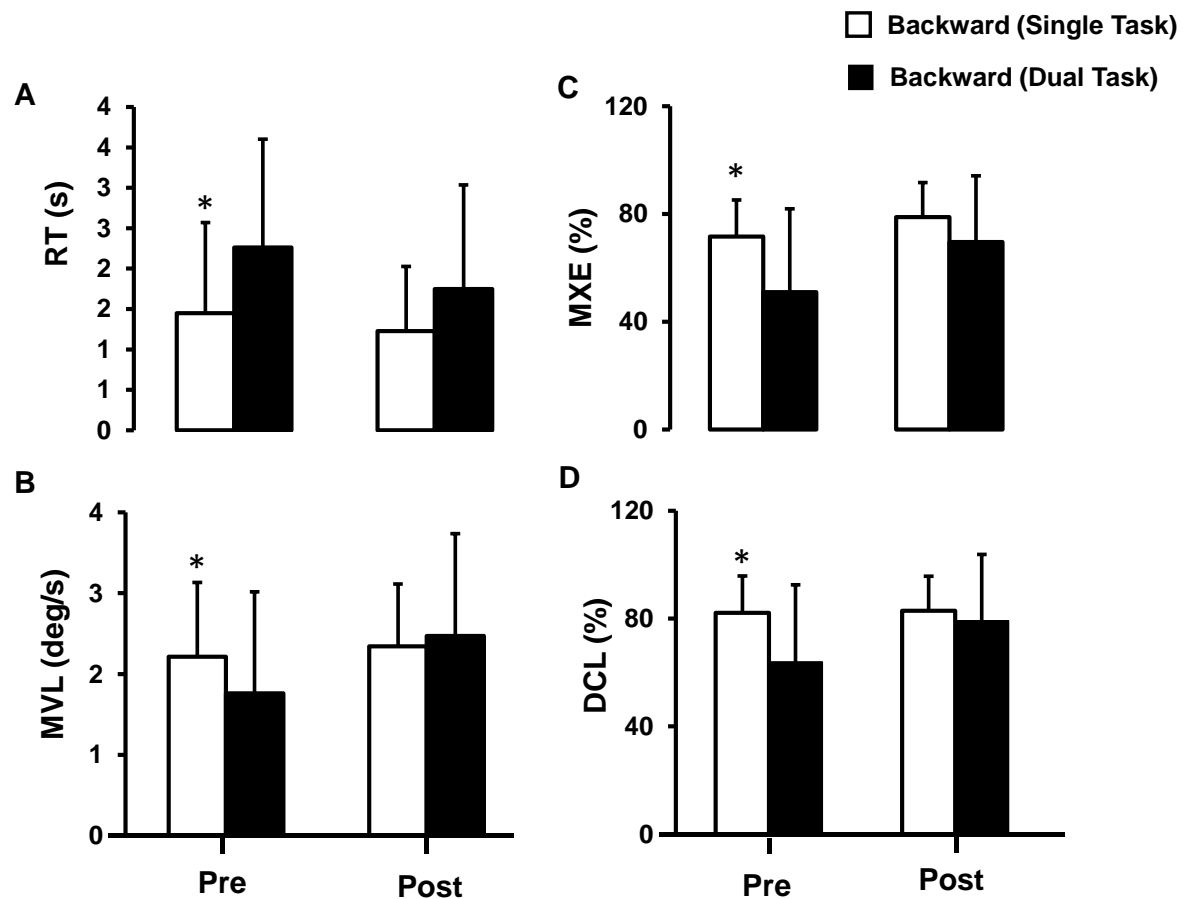 Backward (Single Task)
Backward (Dual Task)
A
RT (s)
4
4
3
3
2
2
1
1
0
*
C
MXE (%)
120
80
40
0
*
B
MVL (deg/s)
4
3
2
1
0
*
Pre
Post
D
DCL (%)
120
80
40
0
*
Pre
Post